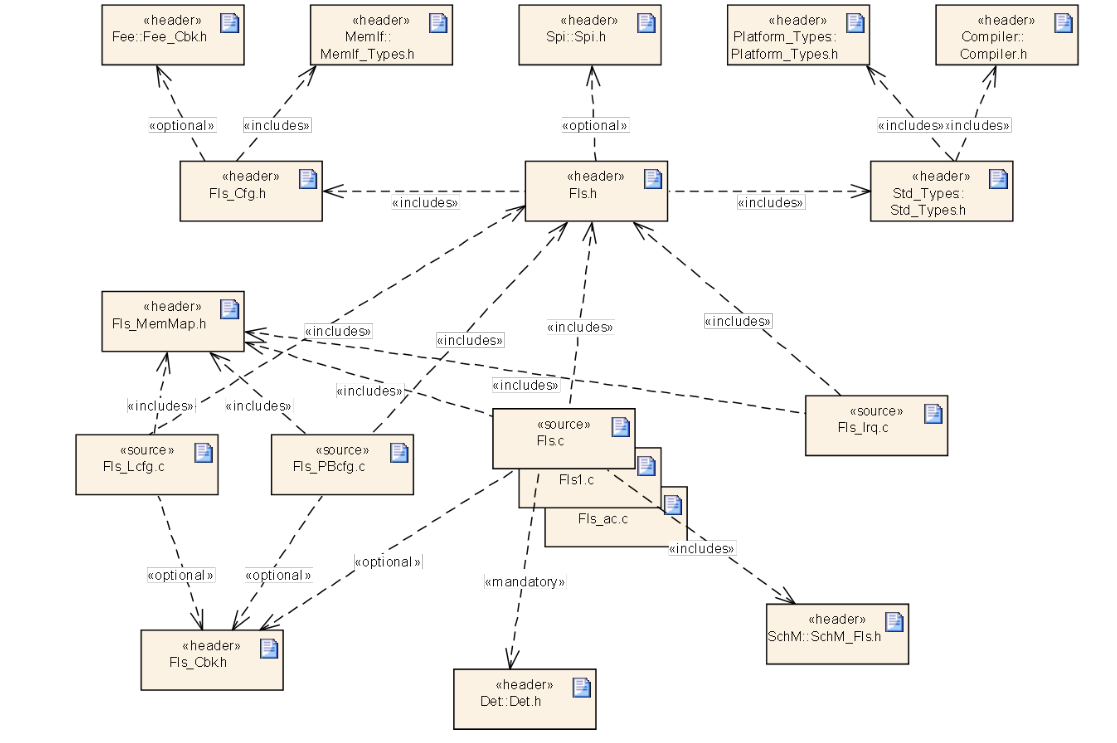 «header»
Fee::Fee_Cbk.h
«header»
MemIf::
MemIf_Types.h
«header»
Spi::Spi.h
«header»
Platform_Types::
Platform_Types.h
«header»
Compiler::
Compiler.h
«optional»
«includes»
«optional»
«includes»
«includes»
«header»
Fls_Cfg.h
«header»
Fls.h
«header»
Std_Types::
Std_Types.h
«includes»
«includes»
«header»
Fls_MemMap.h
«includes»
«includes»
«includes»
«includes»
«includes»
«includes»
«includes»
«includes»
«source»
Fls_Lcfg.c
«source»
Fls_PBcfg.c
«source»
Fls.c
«source»
Fls_Irq.c
Fls1.c
Fls_ac.c
«includes»
«optional»
«optional»
«optional»
«mandatory»
«header»
Fls_Cbk.h
«header»
SchM::SchM_Fls.h
«header»
Det::Det.h